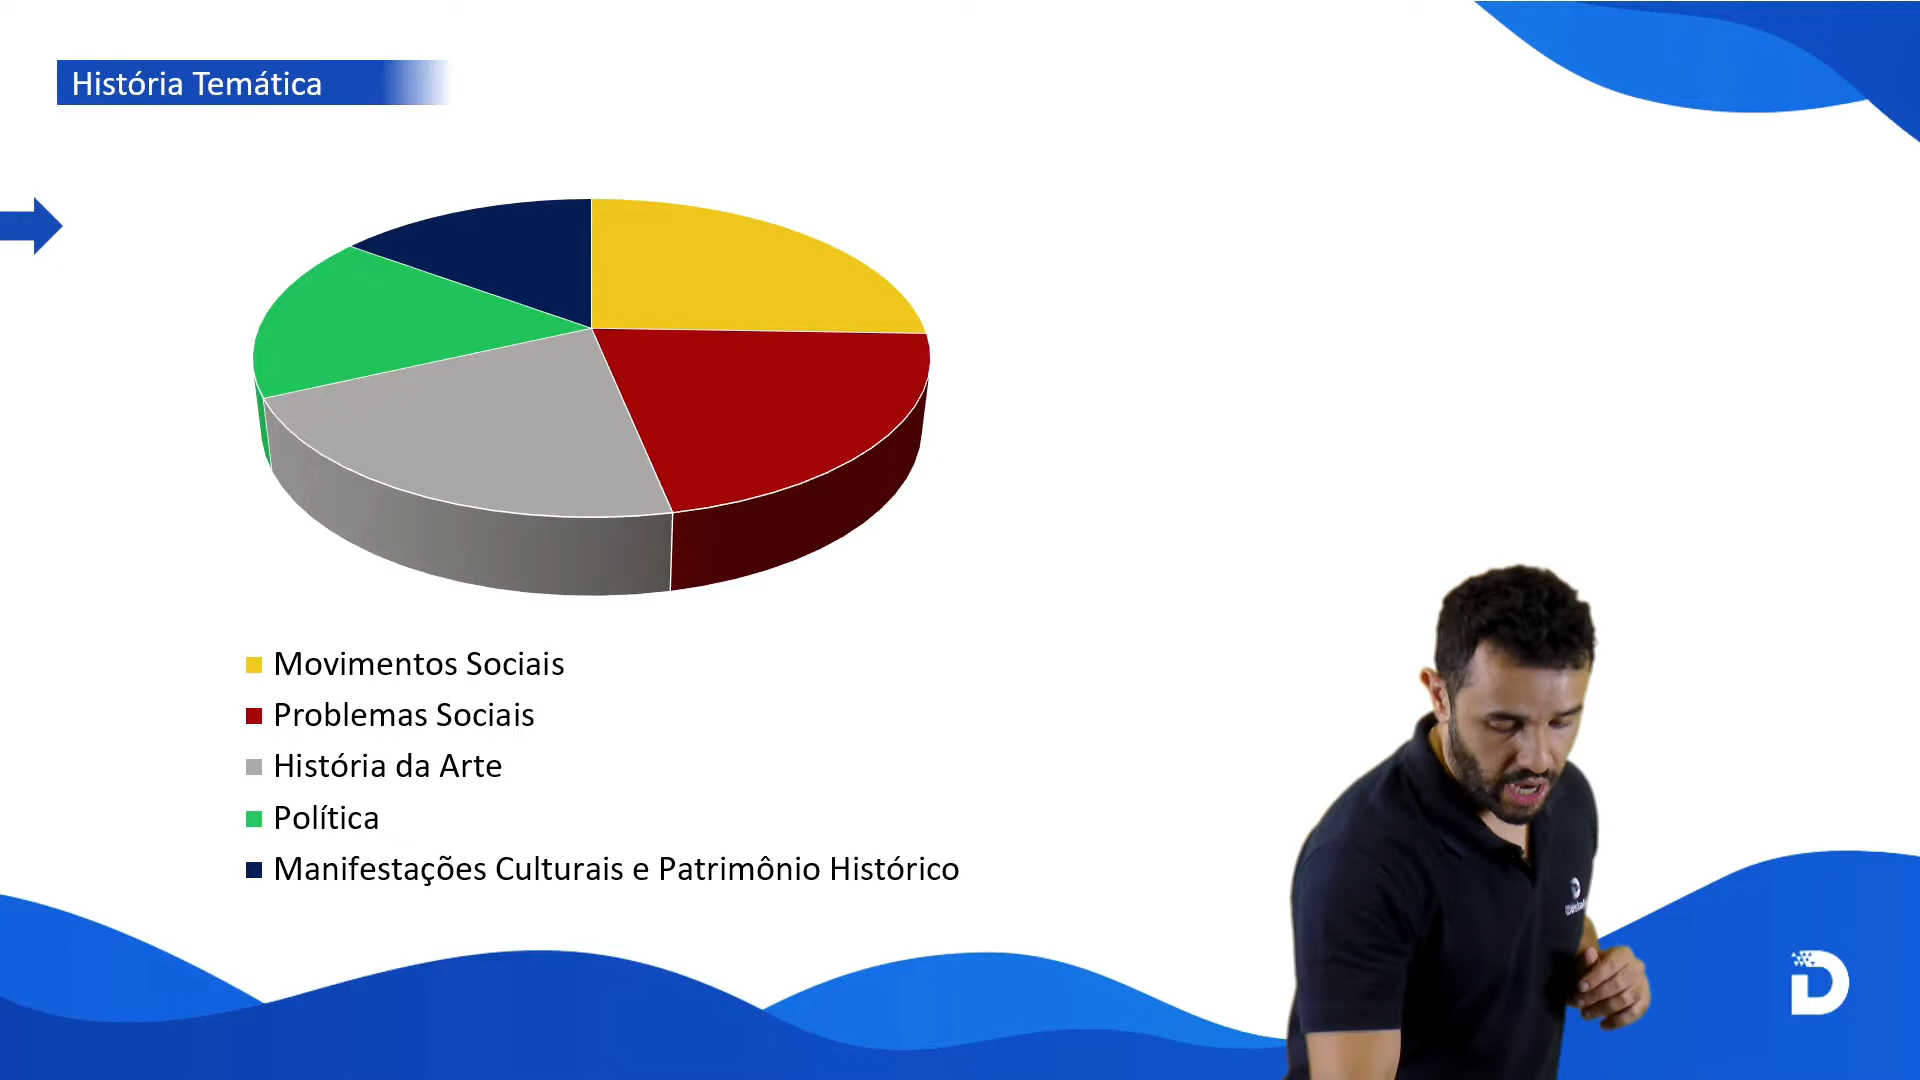 História Temática
Movimentos Sociais
Problemas Sociais
História da Arte
Política
Manifestações Culturais e Patrimônio Histórico